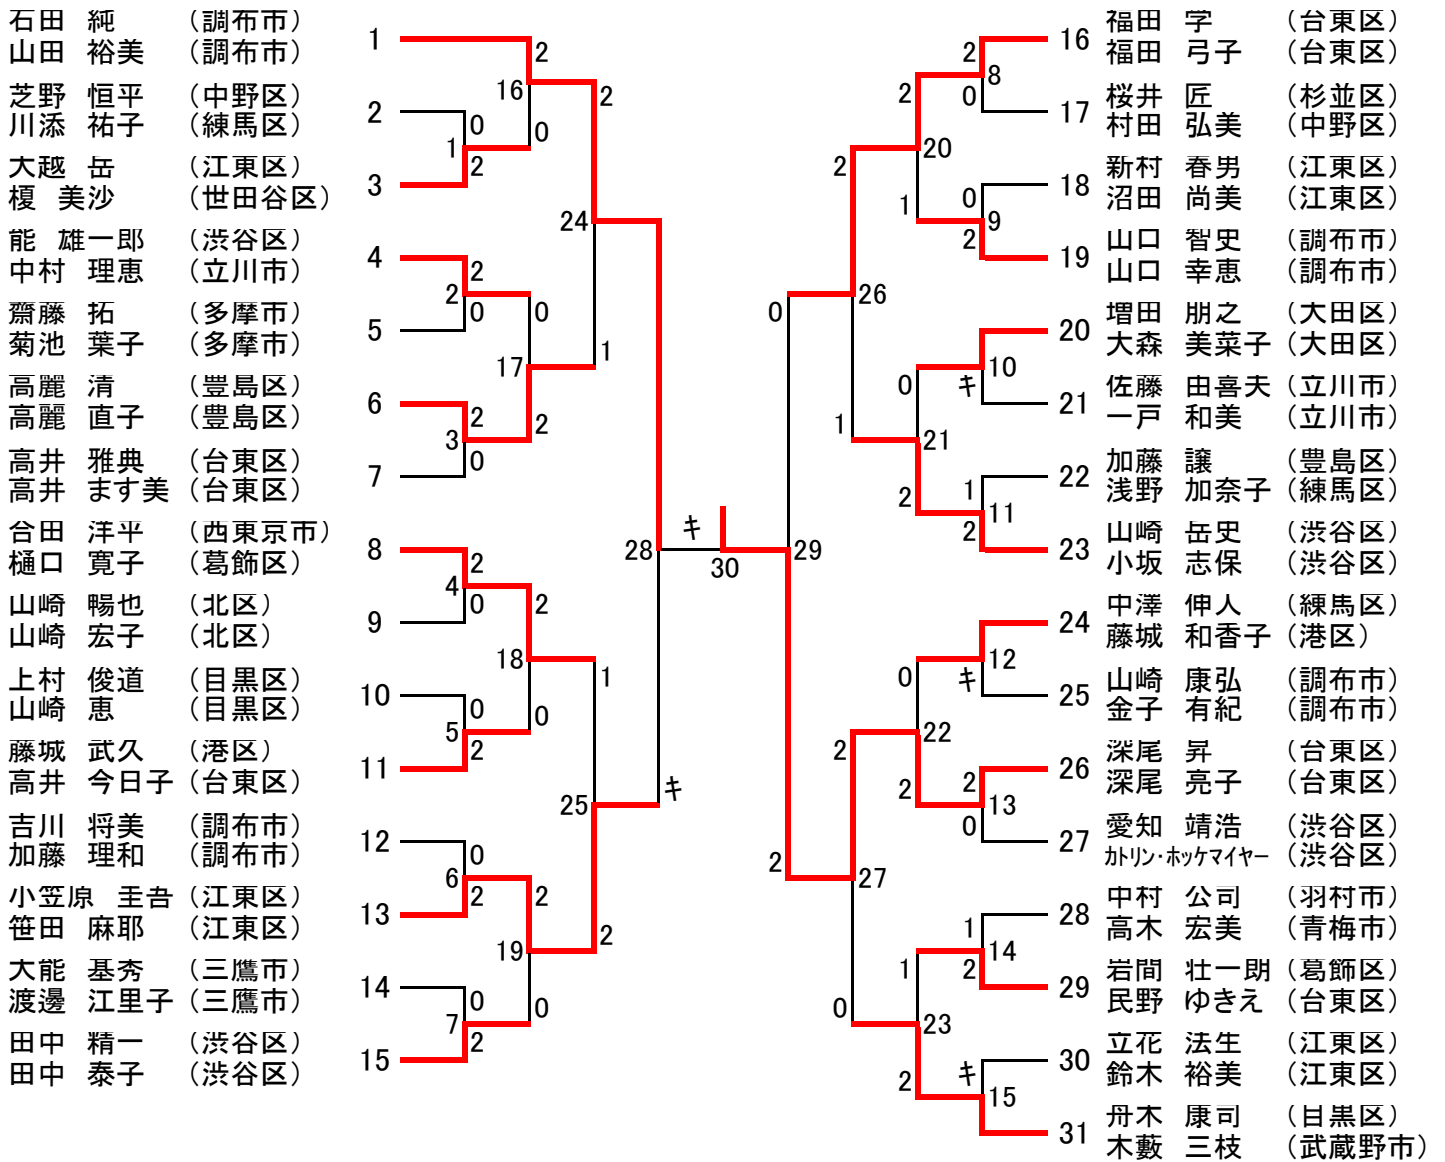 石田 純 (調布市)
山田 裕美 (調布市)
1
芝野 恒平 (中野区)
川添 祐子 (練馬区)
2
大越 岳 (江東区)
榎 美沙 (世田谷区)
3
能 雄一郎 (渋谷区)
中村 理恵 (立川市)
4
齋藤 拓 (多摩市)
菊池 葉子 (多摩市)
5
高麗 清 (豊島区)
高麗 直子 (豊島区)
6
高井 雅典 (台東区)
高井 ます美 (台東区)
7
合田 洋平 (西東京市)
樋口 寛子 (葛飾区)
8
山崎 暢也 (北区)
山崎 宏子 (北区)
9
上村 俊道 (目黒区)
山崎 恵 (目黒区)
10
藤城 武久 (港区)
高井 今日子 (台東区)
11
吉川 将美 (調布市)
加藤 理和 (調布市)
12
小笠原 圭吾 (江東区)
笹田 麻耶 (江東区)
13
大能 基秀 (三鷹市)
渡邊 江里子 (三鷹市)
14
田中 精一 (渋谷区)
田中 泰子 (渋谷区)
15
2
16
0
0
1
2
2
2
0
0
17
2
3
0
2
2
4
0
2
18
0
5
2
0
0
6
2
2
19
0
7
2
0
2
24
1
1
25
2
28
キ
キ
30
0
29
2
2
26
1
2
27
0
2
20
1
0
21
2
0
22
2
1
23
2
2
8
0
0
9
2
10
キ
1
11
2
12
キ
2
13
0
1
14
2
キ
15
16
福田 学 (台東区)
福田 弓子 (台東区)
17
桜井 匠 (杉並区)
村田 弘美 (中野区)
18
新村 春男 (江東区)
沼田 尚美 (江東区)
19
山口 智史 (調布市)
山口 幸恵 (調布市)
20
増田 朋之 (大田区)
大森 美菜子 (大田区)
21
佐藤 由喜夫 (立川市)
一戸 和美 (立川市)
22
加藤 譲 (豊島区)
浅野 加奈子 (練馬区)
23
山崎 岳史 (渋谷区)
小坂 志保 (渋谷区)
24
中澤 伸人 (練馬区)
藤城 和香子 (港区)
25
山崎 康弘 (調布市)
金子 有紀 (調布市)
26
深尾 昇 (台東区)
深尾 亮子 (台東区)
27
愛知 靖浩 (渋谷区)
カトリン・ホッケマイヤー (渋谷区)
28
中村 公司 (羽村市)
高木 宏美 (青梅市)
29
岩間 壮一朗 (葛飾区)
民野 ゆきえ (台東区)
30
立花 法生 (江東区)
鈴木 裕美 (江東区)
31
舟木 康司 (目黒区)
木藪 三枝 (武蔵野市)